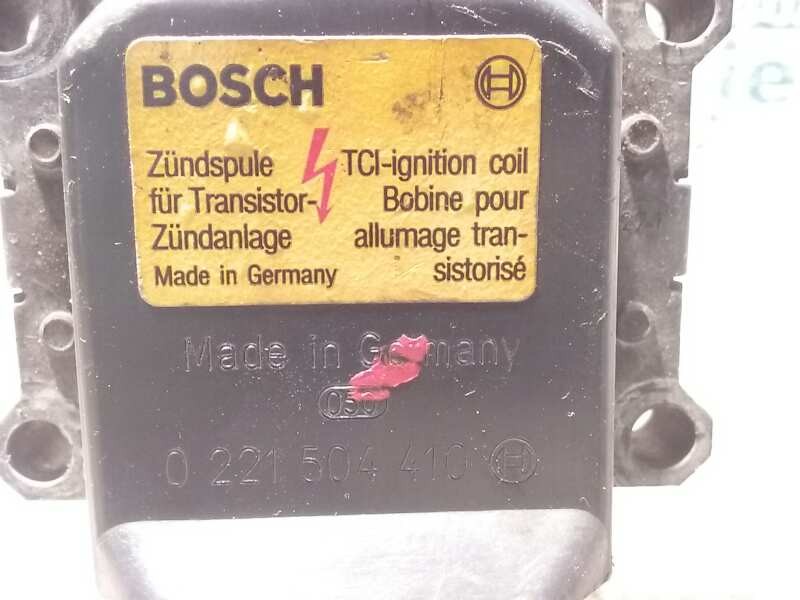 BOSCH
Zündspule
für Transistor-
Zündanlage
Made in Germany
TCI-ignition coil
Bobine pour
allumage tran-
sistorisé
Made in Germany
050
0 221 504 410